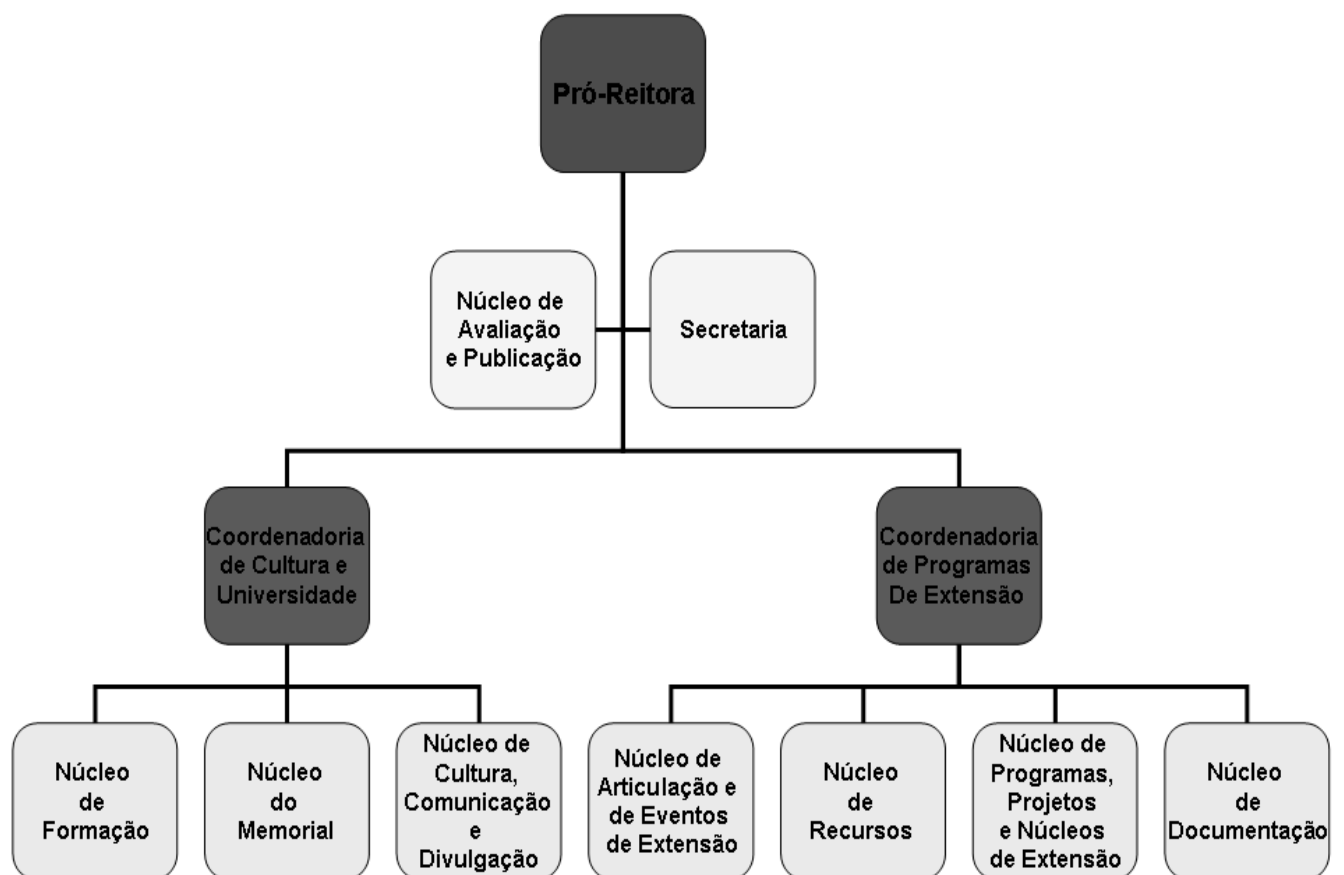 Pró-Reitora
Núcleo de
Avaliação
e Publicação
Secretaria
Coordenadoria
de Cultura e
Universidade
Coordenadoria
de Programas
De Extensão
Núcleo
de
Formação
Núcleo
do
Memorial
Núcleo de
Cultura,
Comunicação
e
Divulgação
Núcleo de
Articulação e
de Eventos
de Extensão
Núcleo
de
Recursos
Núcleo de
Programas,
Projetos
e Núcleos
de Extensão
Núcleo
de
Documentação